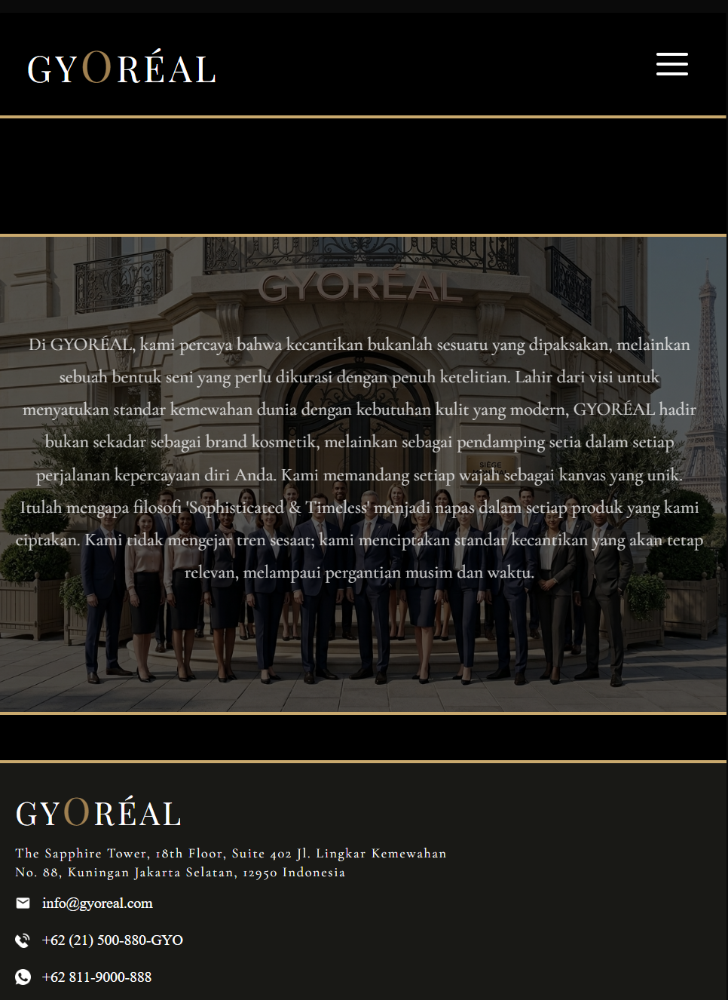 GYORÉAL
GYORÉAL
Di GYORÉAL, kami percaya bahwa kecantikan bukanlah sesuatu yang dipaksakan, melainkan
sebuah bentuk seni yang perlu dikurasi dengan penuh ketelitian. Lahir dari visi untuk
menyatukan standar kemewahan dunia dengan kebutuhan kulit yang modern, GYORÉAL hadir
bukan sekadar sebagai brand kosmetik, melainkan sebagai pendamping setia dalam setiap
SIÈGE
perjalanan kepercayaan diri Anda. Kami memandang setiap wajah sebagai kanvas yang unik.
Itulah mengapa filosofi 'Sophisticated & Timeless' menjadi napas dalam setiap produk yang kami
ciptakan. Kami tidak mengejar tren sesaat; kami menciptakan standar kecantikan yang akan tetap
relevan, melampaui pergantian musim dan waktu.
GYORÉAL
The Sapphire Tower, 18th Floor, Suite 402 Jl. Lingkar Kemewahan
No. 88, Kuningan Jakarta Selatan, 12950 Indonesia
info@gyoreal.com
+62 (21) 500-880-GYO
+62 811-9000-888